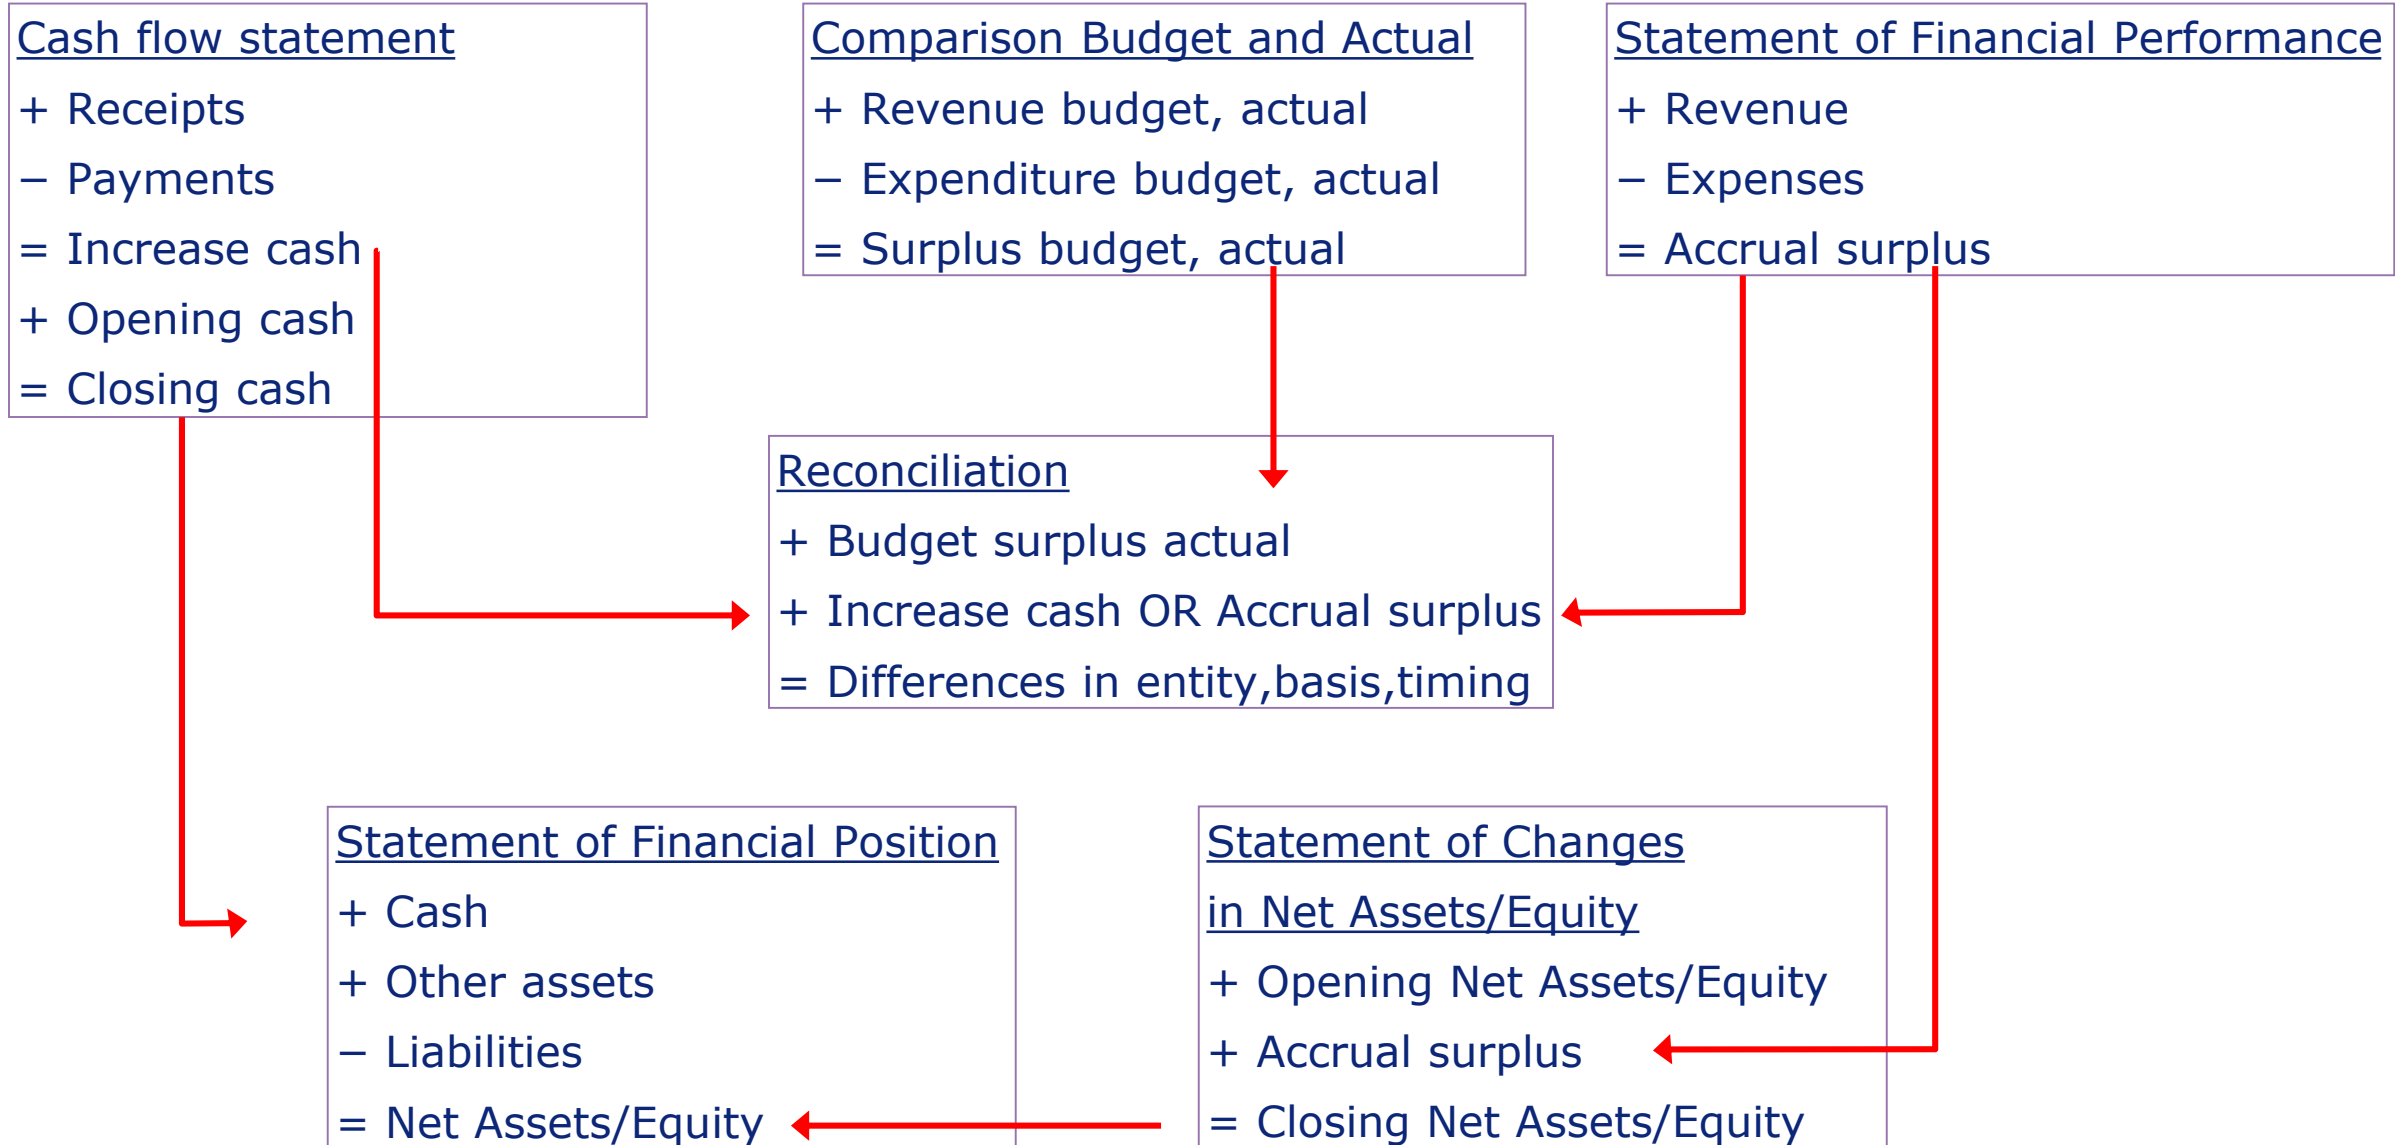 Cash flow statement
+ Receipts
− Payments
= Increase cash
+ Opening cash
= Closing cash
Comparison Budget and Actual
+ Revenue budget, actual
− Expenditure budget, actual
= Surplus budget, actual
Statement of Financial Performance
+ Revenue
− Expenses
= Accrual surplus
Reconciliation
+ Budget surplus actual
+ Increase cash OR Accrual surplus
= Differences in entity,basis,timing
Statement of Financial Position
+ Cash
+ Other assets
− Liabilities
= Net Assets/Equity
Statement of Changes
in Net Assets/Equity
+ Opening Net Assets/Equity
+ Accrual surplus
= Closing Net Assets/Equity